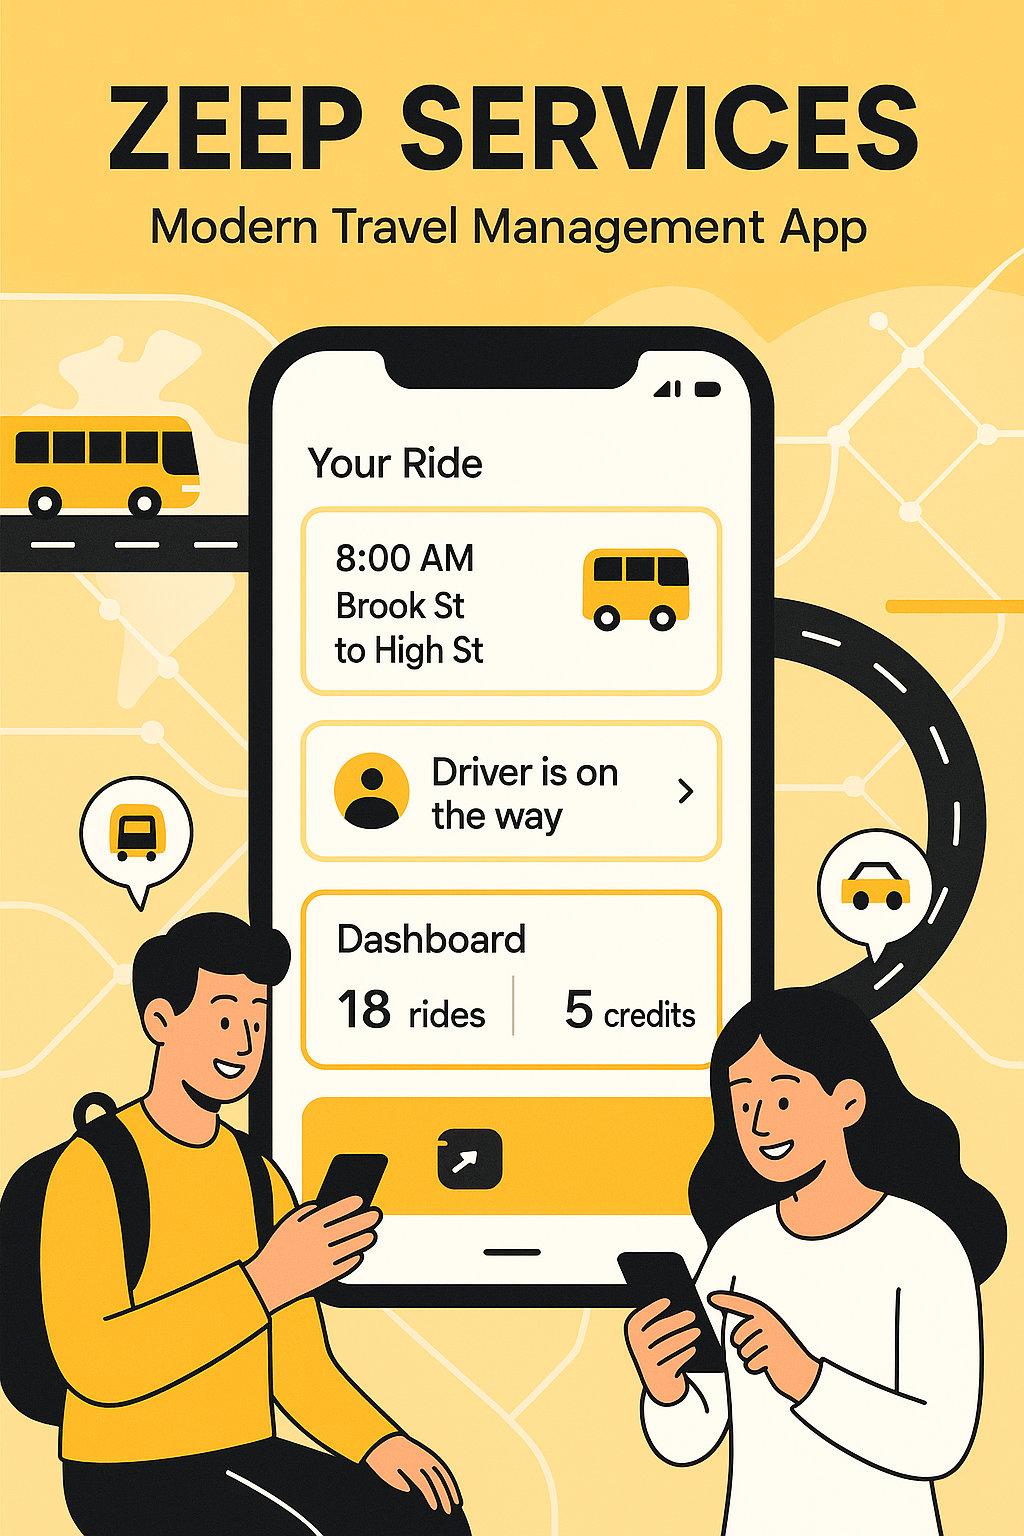 ZEEP SERVICES
Modern Travel Management App
Your Ride
8:00 AM
Brook St
to High St
Driver is on
the way
Dashboard
18 rides 5 credits